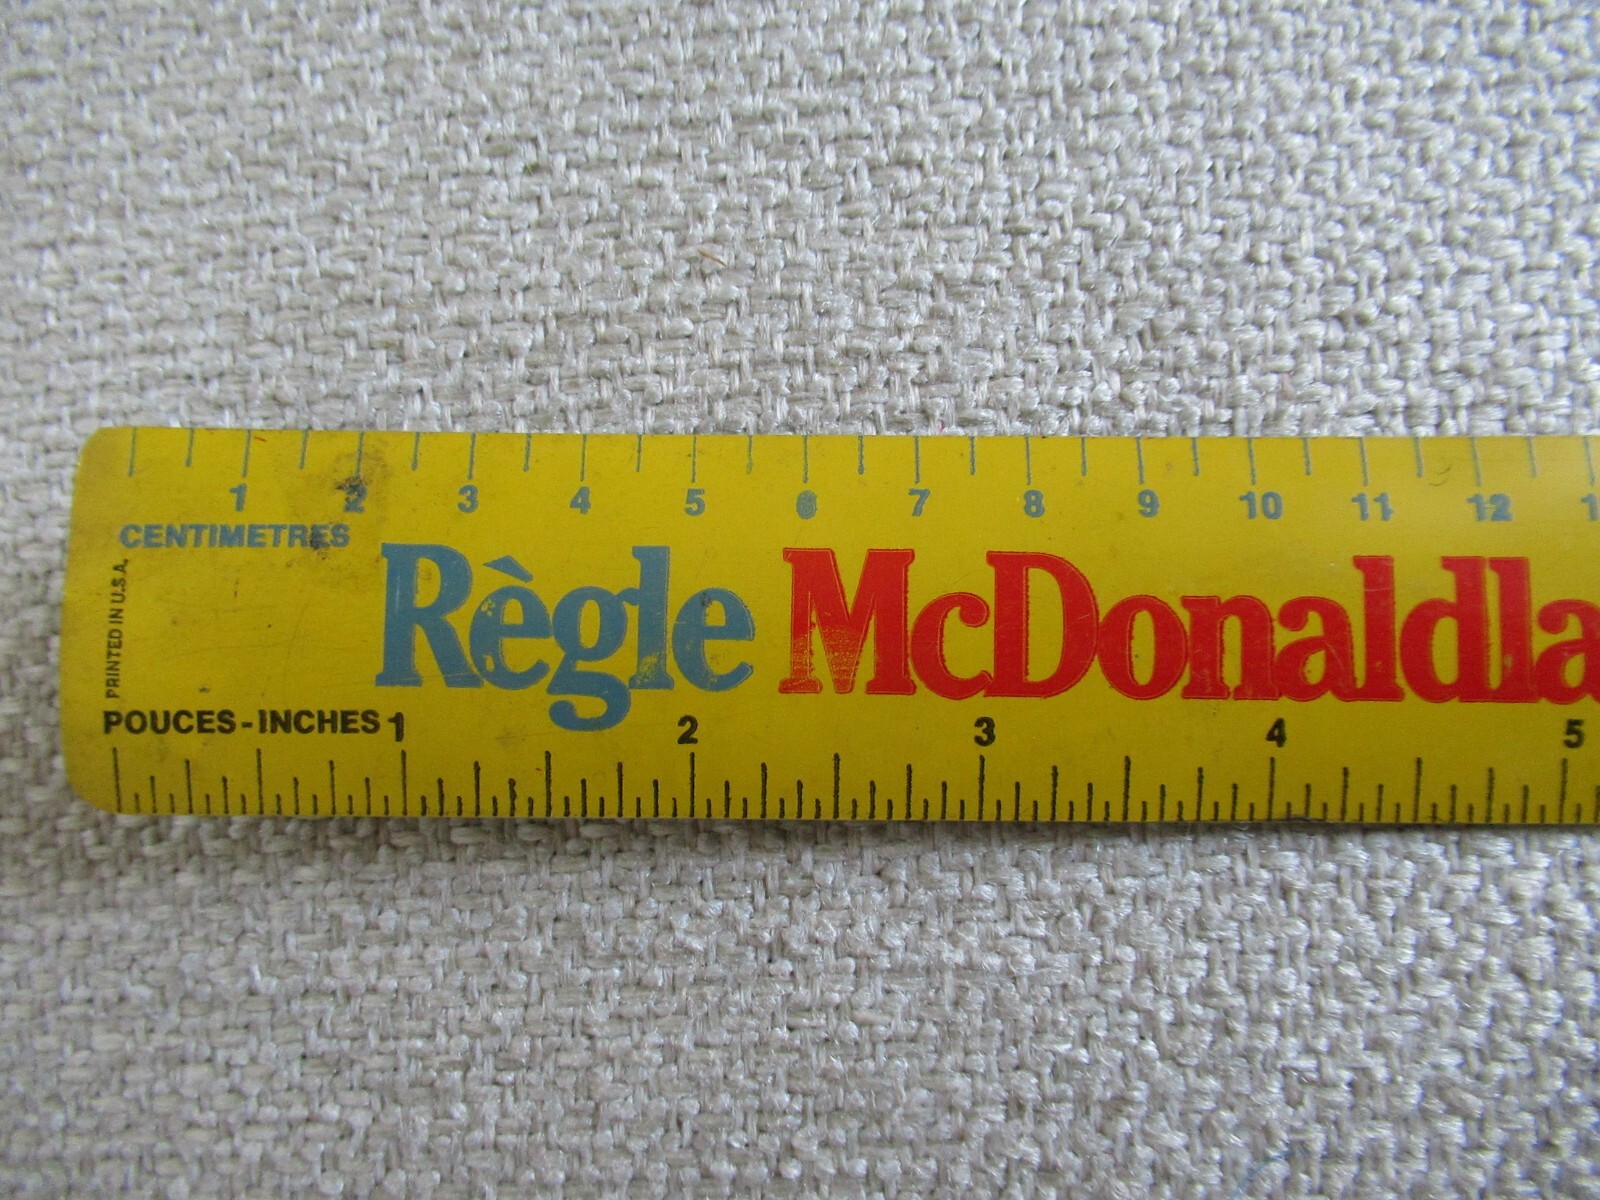 1 2 3 4 5 6 7 8 9 10 11 12
CENTIMETRES
PRINTED IN U.S.A.
Règle McDonaldla
POUCES-INCHES 1 2 3 4 5